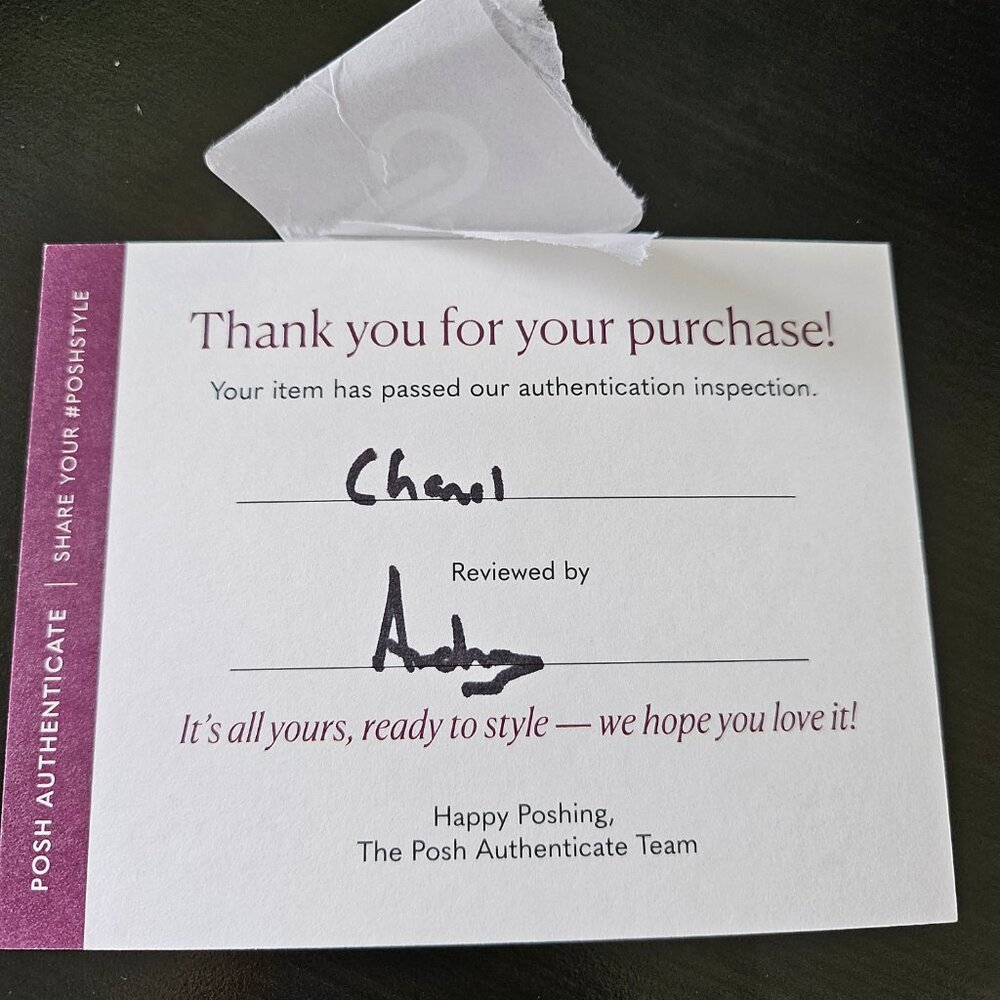 Thank you for your purchase!
Your item has passed our authentication inspection.
Chanel
Reviewed by
It's all yours, ready to style — we hope you love it!
Happy Poshing,
The Posh Authenticate Team
POSH AUTHENTICATE | SHARE YOUR #POSHSTYLE